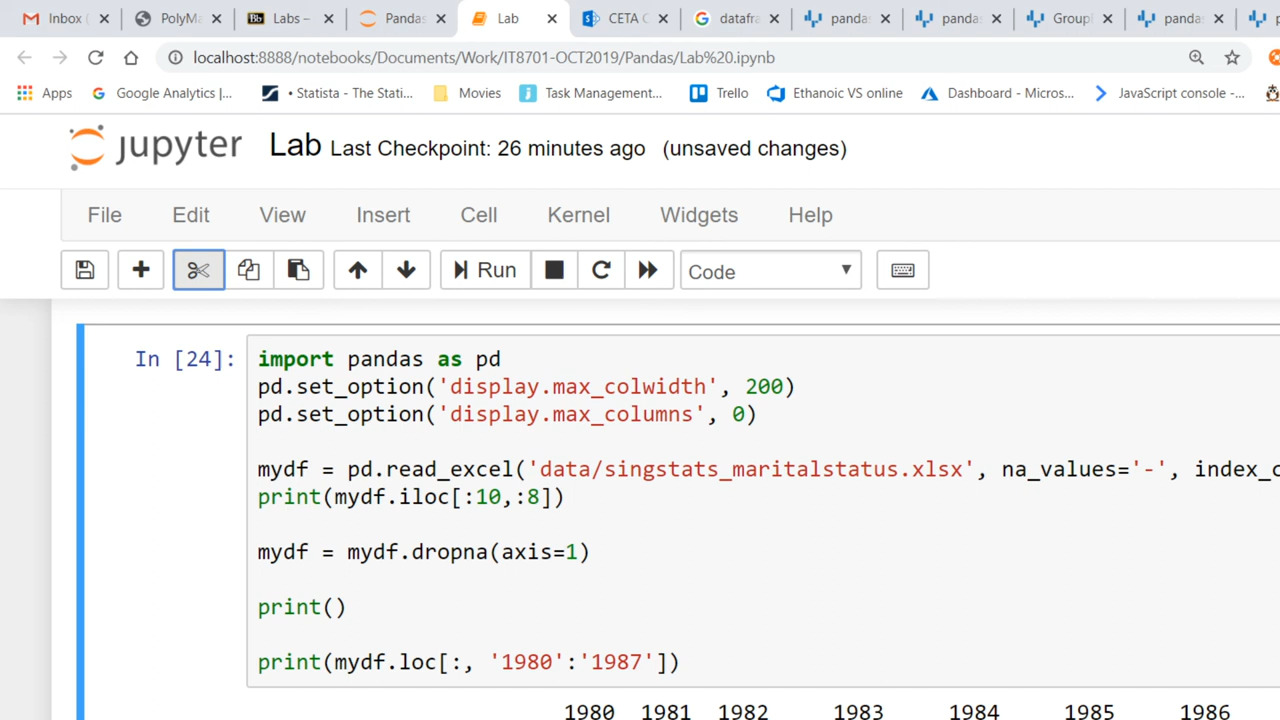 Inbox ( PolyMa Labs – Pandas Lab CETA C datafra pandas pandas GroupI pandas p
localhost:8888/notebooks/Documents/Work/IT8701-OCT2019/Pandas/Lab%20.ipynb
Apps Google Analytics |... • Statista - The Stati... Movies Task Management... Trello Ethanoic VS online Dashboard - Micros... JavaScript console -...
jupyter Lab Last Checkpoint: 26 minutes ago (unsaved changes)
File Edit View Insert Cell Kernel Widgets Help
Run Code
In [24]: import pandas as pd
pd.set_option('display.max_colwidth', 200)
pd.set_option('display.max_columns', 0)
mydf = pd.read_excel('data/singstats_maritalstatus.xlsx', na_values='-', index_c
print(mydf.iloc[:10,:8])
mydf = mydf.dropna(axis=1)
print()
print(mydf.loc[:, '1980':'1987'])
1980 1981 1982 1983 1984 1985 1986